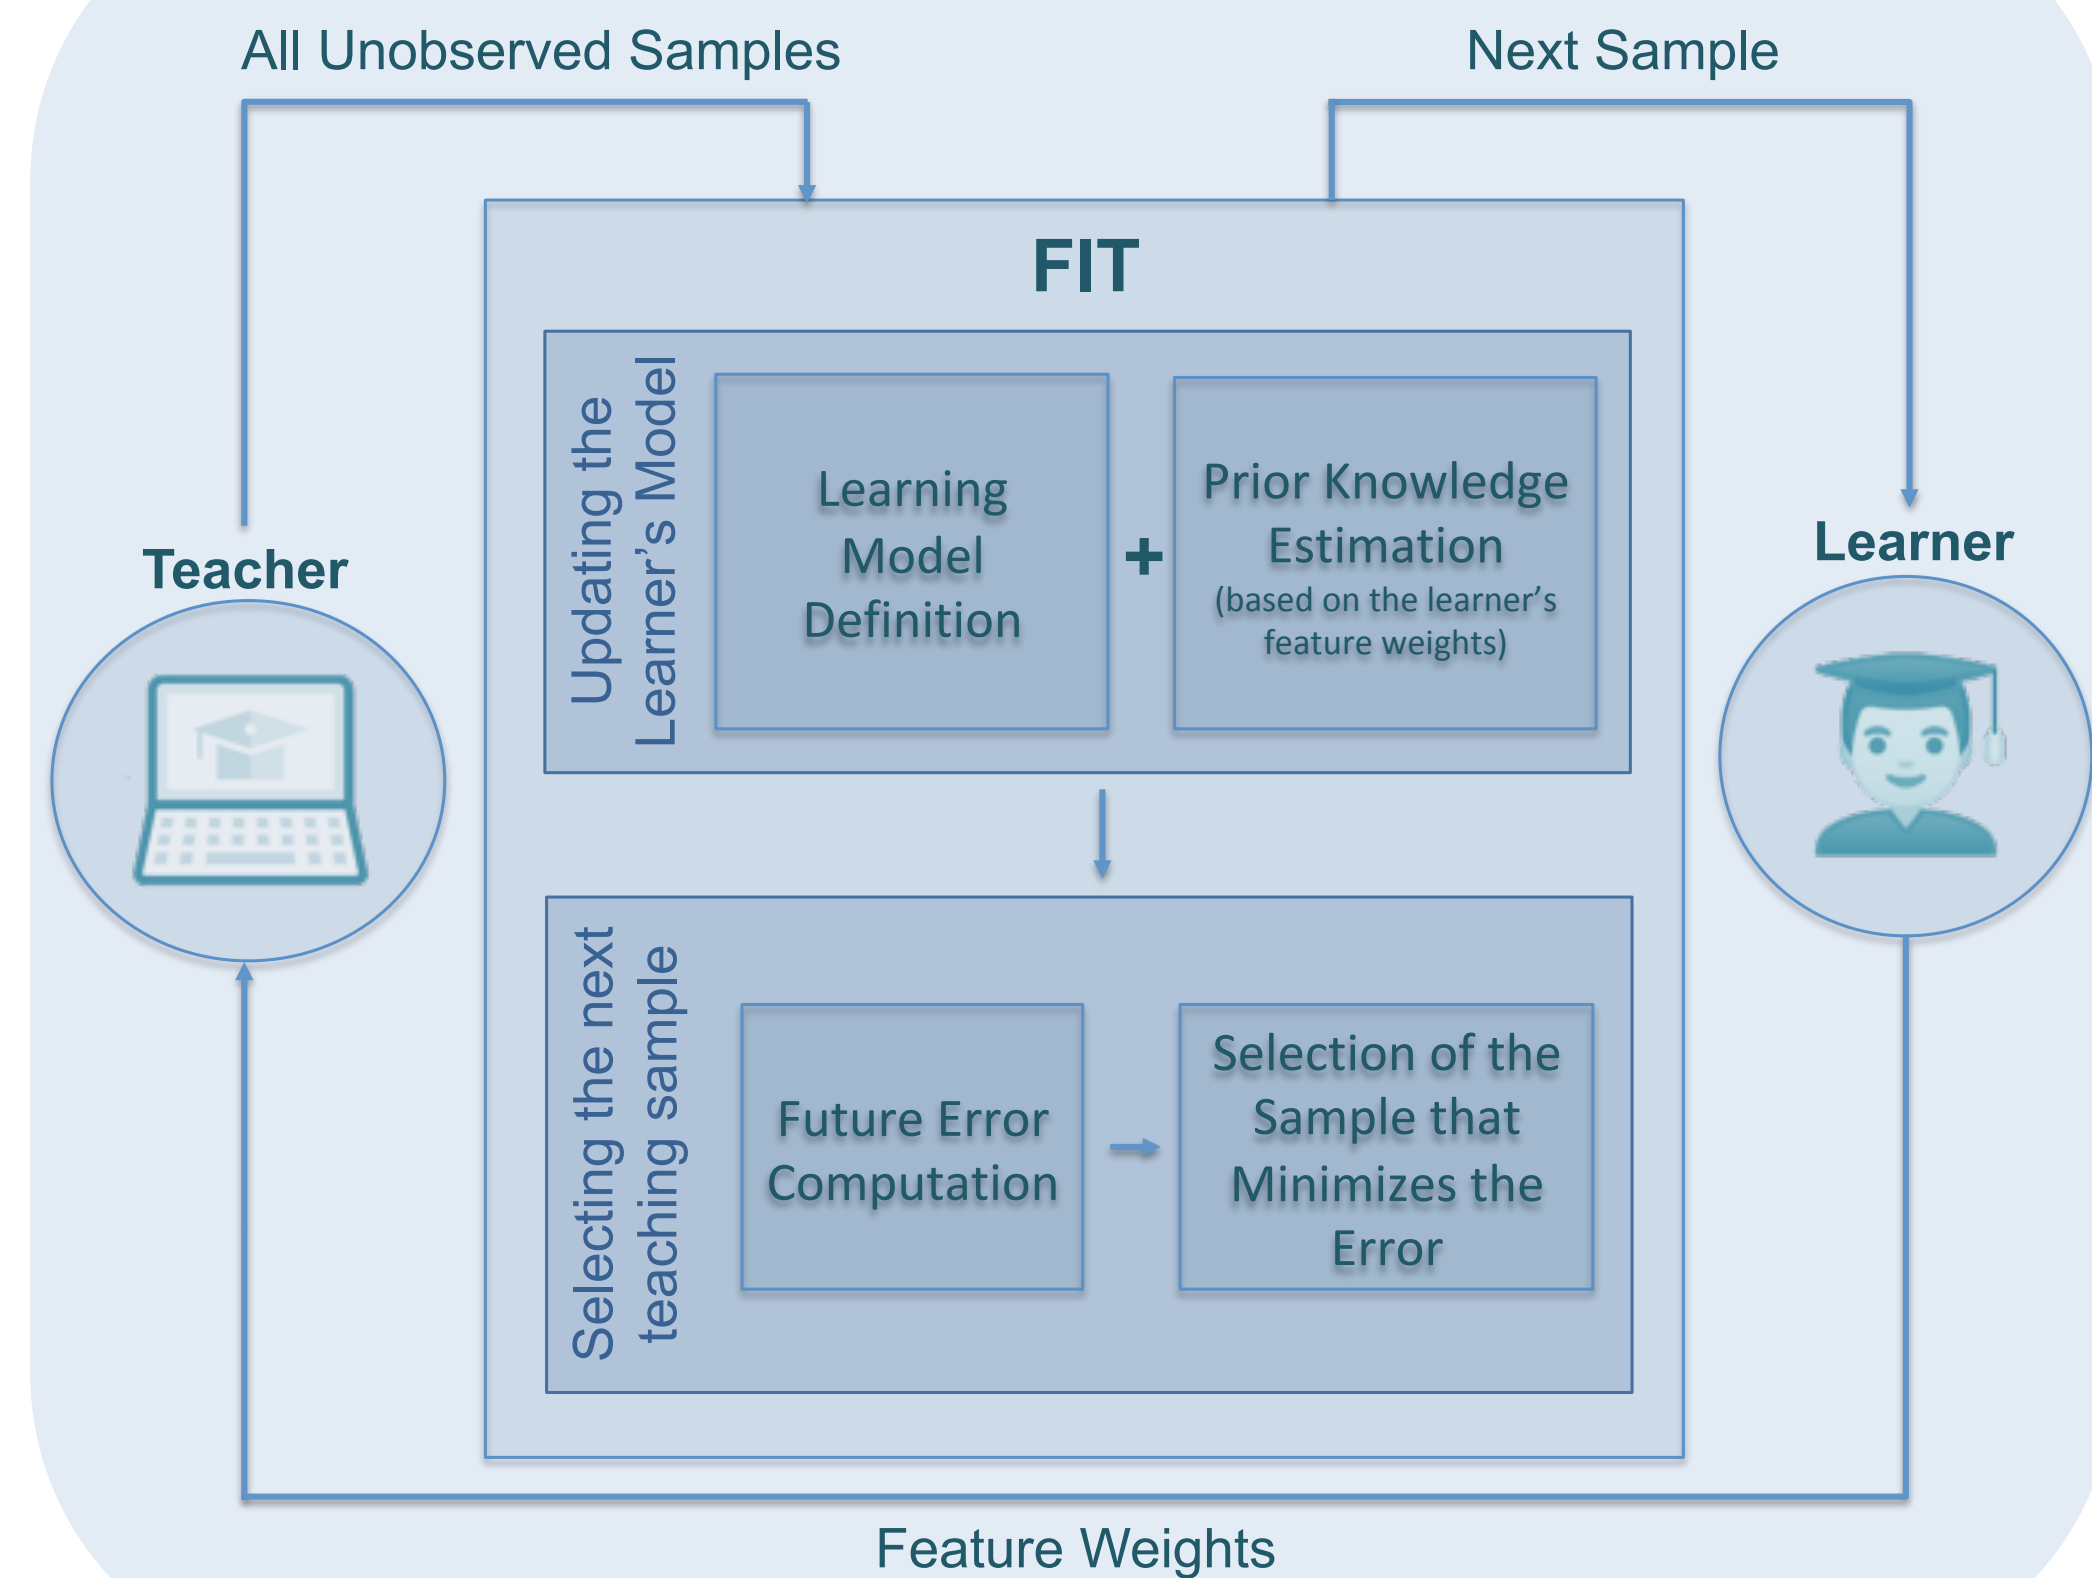 All Unobserved Samples
Next Sample
FIT
Updating the
Learner's Model
Learning
Model
Definition
+
Prior Knowledge
Estimation
(based on the learner's
feature weights)
Teacher
Learner
Selecting the next
teaching sample
Future Error
Computation
Selection of the
Sample that
Minimizes the
Error
Feature Weights